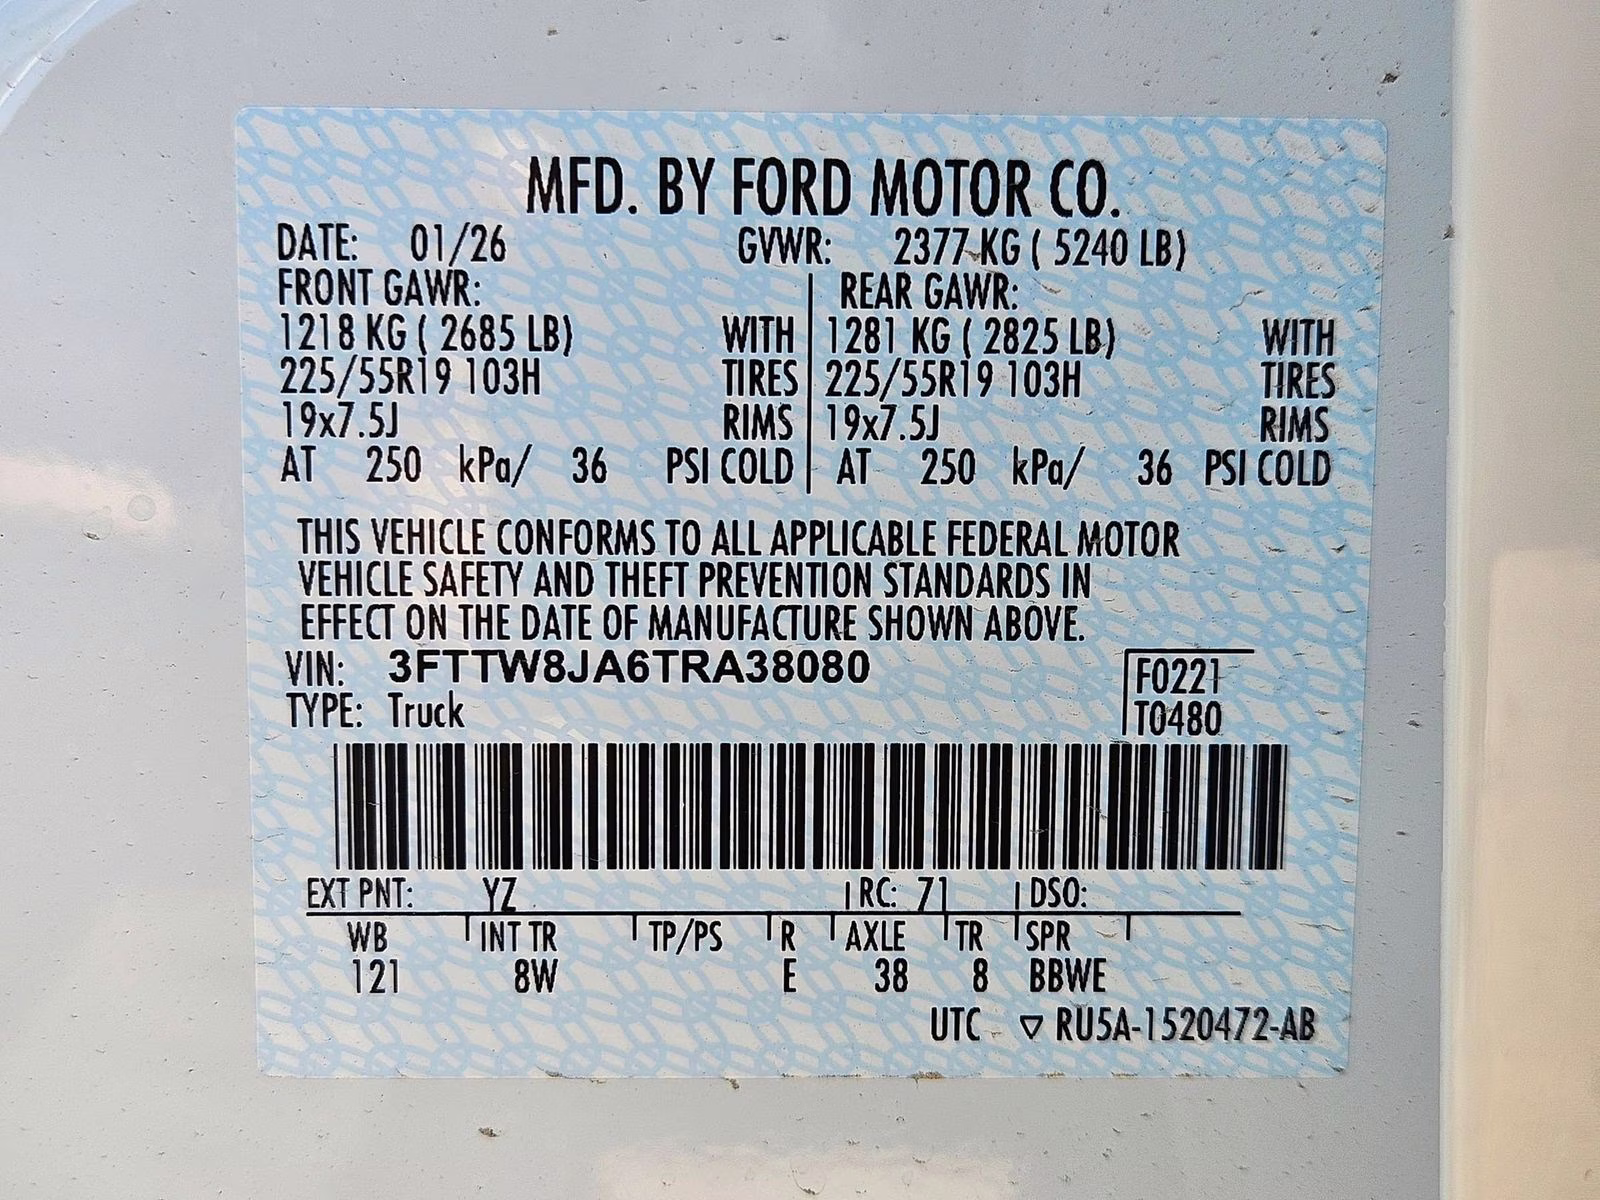 MFD. BY FORD MOTOR CO.
DATE: 01/26 GVWR: 2377 KG ( 5240 LB)
FRONT GAWR: REAR GAWR:
1218 KG ( 2685 LB) WITH 1281 KG ( 2825 LB) WITH
225/55R19 103H TIRES 225/55R19 103H TIRES
19x7.5J RIMS 19x7.5J RIMS
AT 250 kPa/ 36 PSI COLD AT 250 kPa/ 36 PSI COLD
THIS VEHICLE CONFORMS TO ALL APPLICABLE FEDERAL MOTOR
VEHICLE SAFETY AND THEFT PREVENTION STANDARDS IN
EFFECT ON THE DATE OF MANUFACTURE SHOWN ABOVE.
VIN: 3FTTW8JA6TRA38080 F0221
TYPE: Truck T0480
EXT PNT: YZ RC: 71 DSO:
WB INT TR TP/PS R AXLE TR SPR
121 8W E 38 8 BBWE
UTC ▽ RU5A-1520472-AB